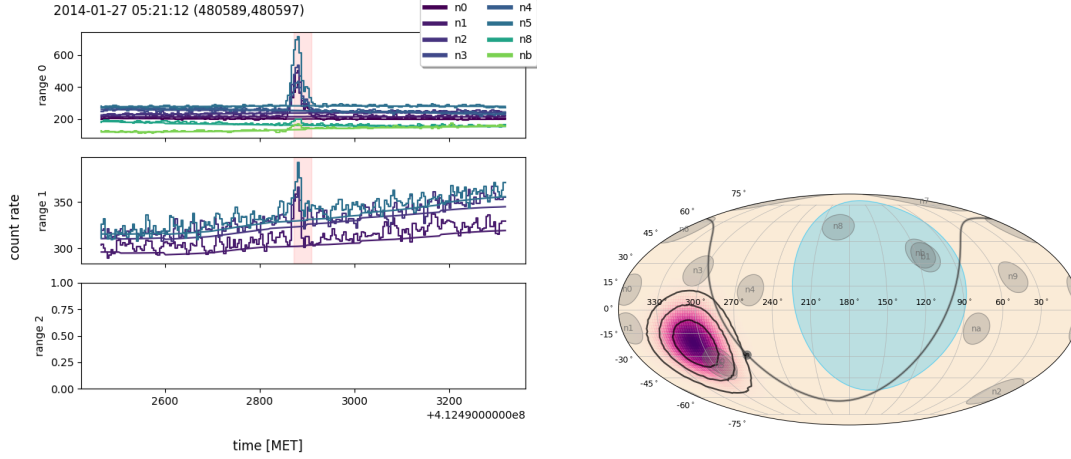 2014-01-27 05:21:12 (480589,480597)
n0 n4
n1 n5
n2 n8
n3 nb
600
400
200
range 0
350
300
range 1
count rate
1.00
0.75
0.50
0.25
0.00
range 2
2600 2800 3000 3200
+4.1249000000e8
time [MET]
75°
60°
45°
30°
15°
0°
-15°
-30°
-45°
-60°
-75°
330° 300° 270° 240° 210° 180° 150° 120° 90° 60° 30°
n7
n6
n8
nb b1
n3
n4
n9
n0
n1
na
n2